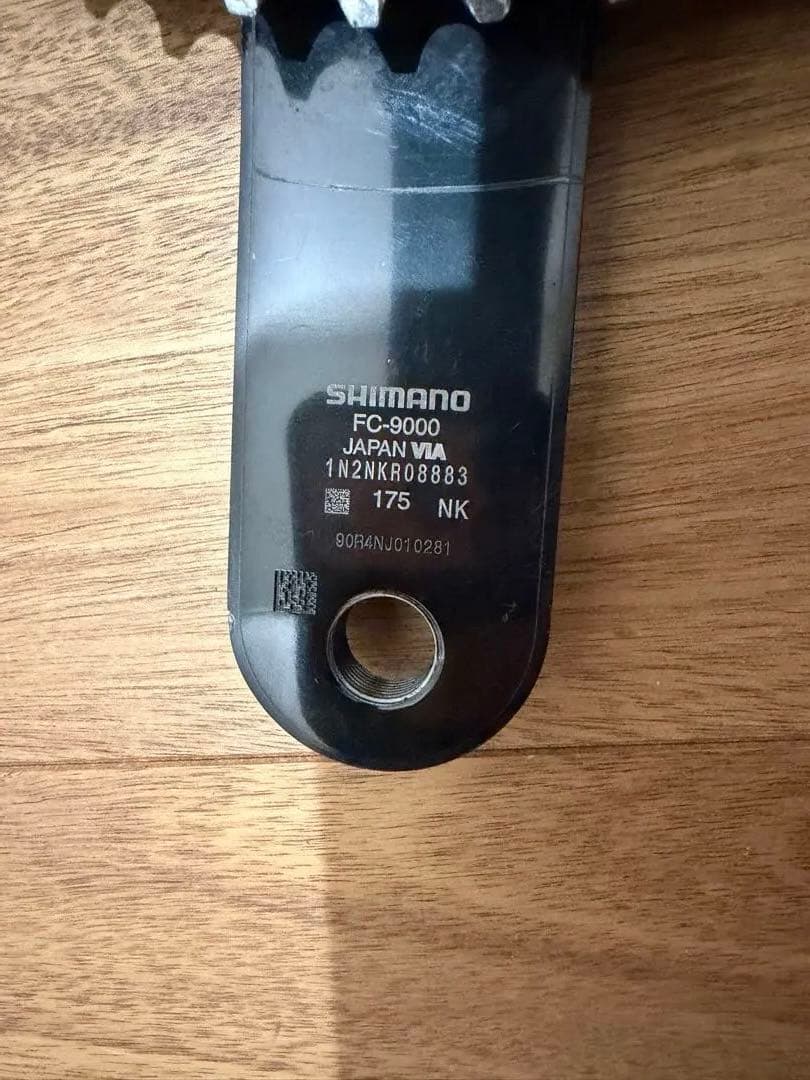 SHIMANO
FC-9000
JAPAN VIA
1N2NKR08883
175 NK
90R4NJ010281